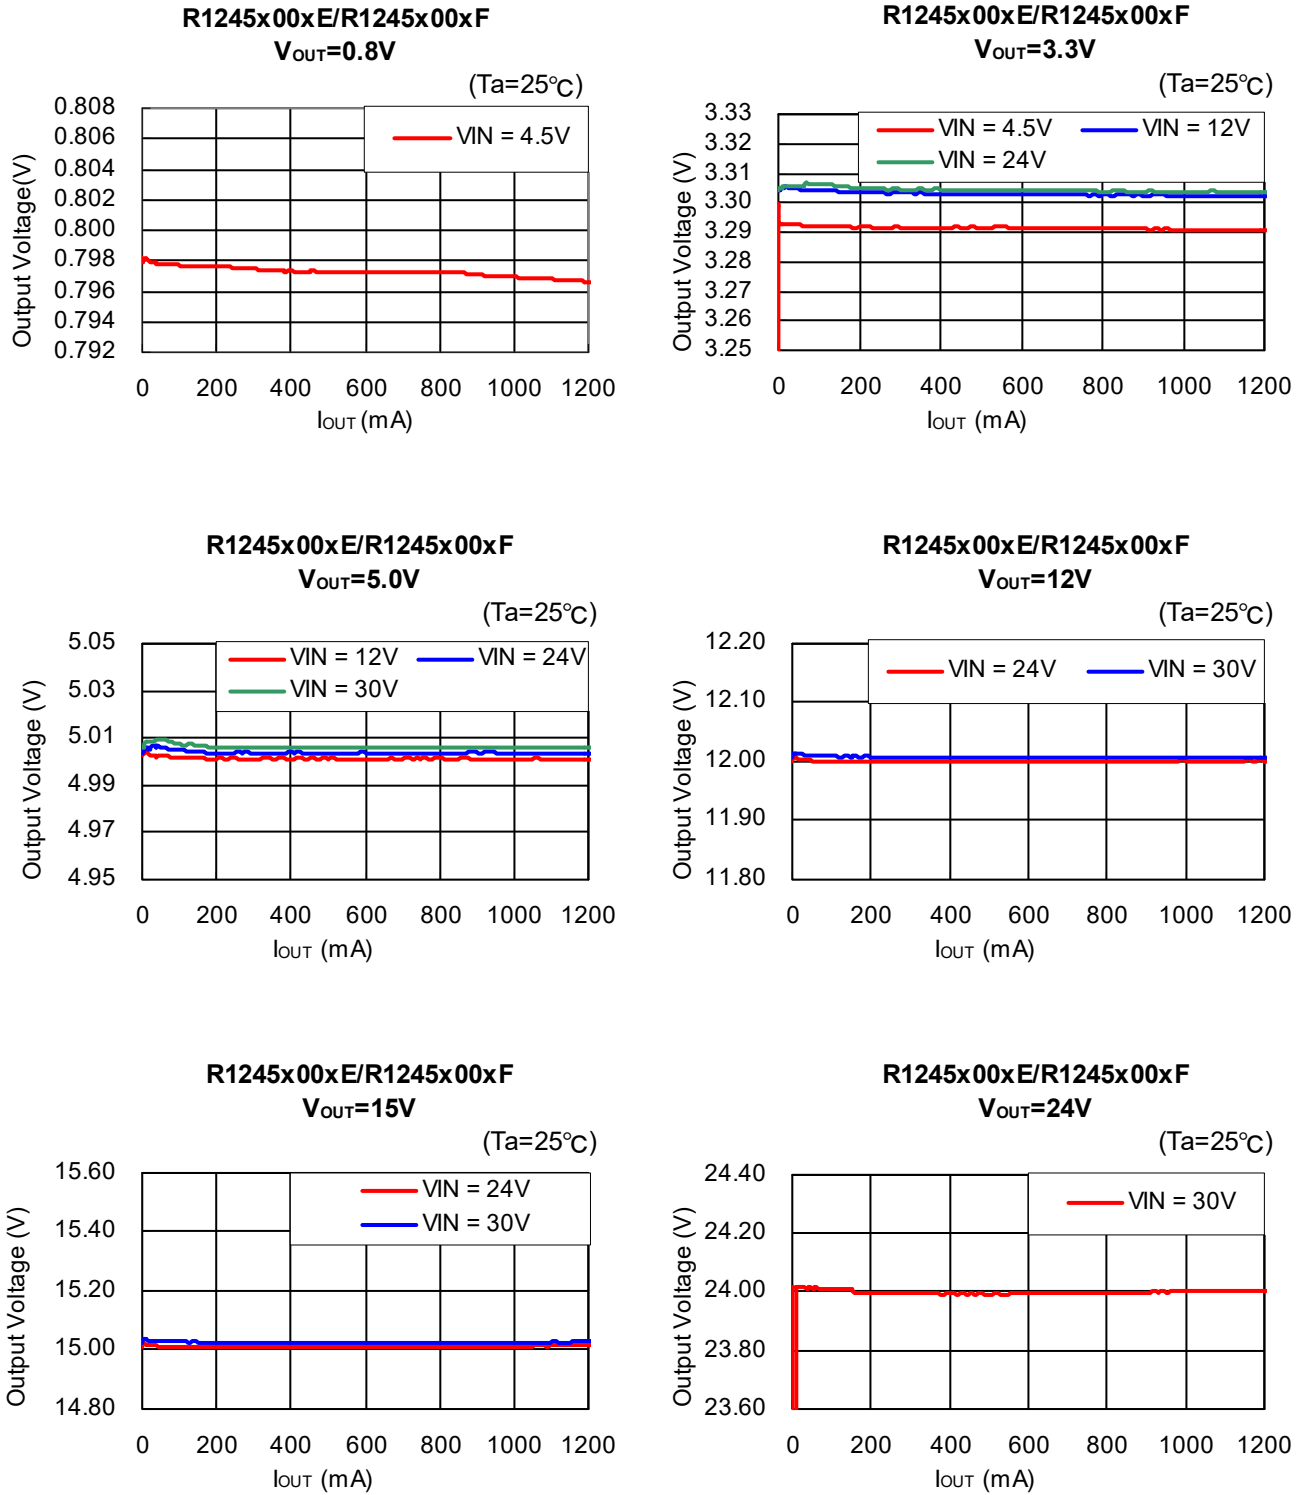 R1245x00xE/R1245x00xF
VOUT=0.8V
(Ta=25℃)
VIN = 4.5V
Output Voltage(V)
0.808
0.806
0.804
0.802
0.800
0.798
0.796
0.794
0.792
0 200 400 600 800 1000 1200
IOUT (mA)
R1245x00xE/R1245x00xF
VOUT=3.3V
(Ta=25℃)
VIN = 4.5V VIN = 12V
VIN = 24V
Output Voltage (V)
3.33
3.32
3.31
3.30
3.29
3.28
3.27
3.26
3.25
0 200 400 600 800 1000 1200
IOUT (mA)
R1245x00xE/R1245x00xF
VOUT=5.0V
(Ta=25℃)
VIN = 12V VIN = 24V
VIN = 30V
Output Voltage (V)
5.05
5.03
5.01
4.99
4.97
4.95
0 200 400 600 800 1000 1200
IOUT (mA)
R1245x00xE/R1245x00xF
VOUT=12V
(Ta=25℃)
VIN = 24V VIN = 30V
Output Voltage (V)
12.20
12.10
12.00
11.90
11.80
0 200 400 600 800 1000 1200
IOUT (mA)
R1245x00xE/R1245x00xF
VOUT=15V
(Ta=25℃)
VIN = 24V
VIN = 30V
Output Voltage (V)
15.60
15.40
15.20
15.00
14.80
0 200 400 600 800 1000 1200
IOUT (mA)
R1245x00xE/R1245x00xF
VOUT=24V
(Ta=25℃)
VIN = 30V
Output Voltage (V)
24.40
24.20
24.00
23.80
23.60
0 200 400 600 800 1000 1200
IOUT (mA)